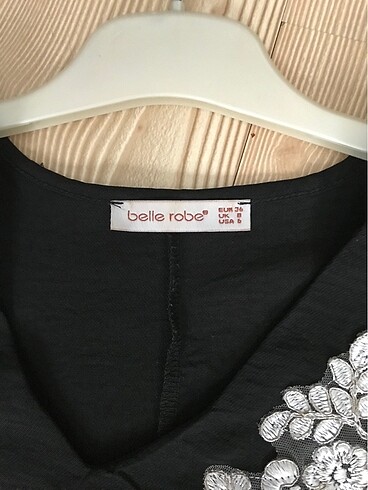 belle robe
EUR 36
UK 8
USA 6